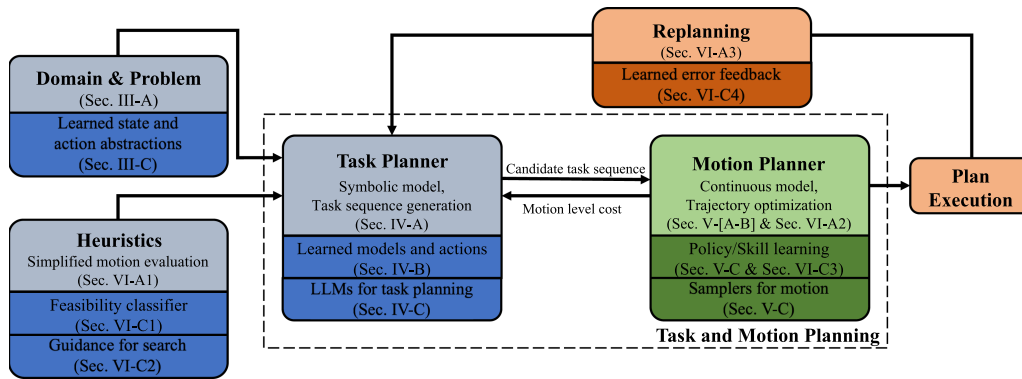 Replanning
(Sec. VI-A3)
Learned error feedback
(Sec. VI-C4)
Domain & Problem
(Sec. III-A)
Learned state and
action abstractions
(Sec. III-C)
Heuristics
Simplified motion evaluation
(Sec. VI-A1)
Feasibility classifier
(Sec. VI-C1)
Guidance for search
(Sec. VI-C2)
Task Planner
Symbolic model,
Task sequence generation
(Sec. IV-A)
Learned models and actions
(Sec. IV-B)
LLMs for task planning
(Sec. IV-C)
Candidate task sequence
Motion level cost
Motion Planner
Continuous model,
Trajectory optimization
(Sec. V-[A-B] & Sec. VI-A2)
Policy/Skill learning
(Sec. V-C & Sec. VI-C3)
Samplers for motion
(Sec. V-C)
Task and Motion Planning
Plan
Execution